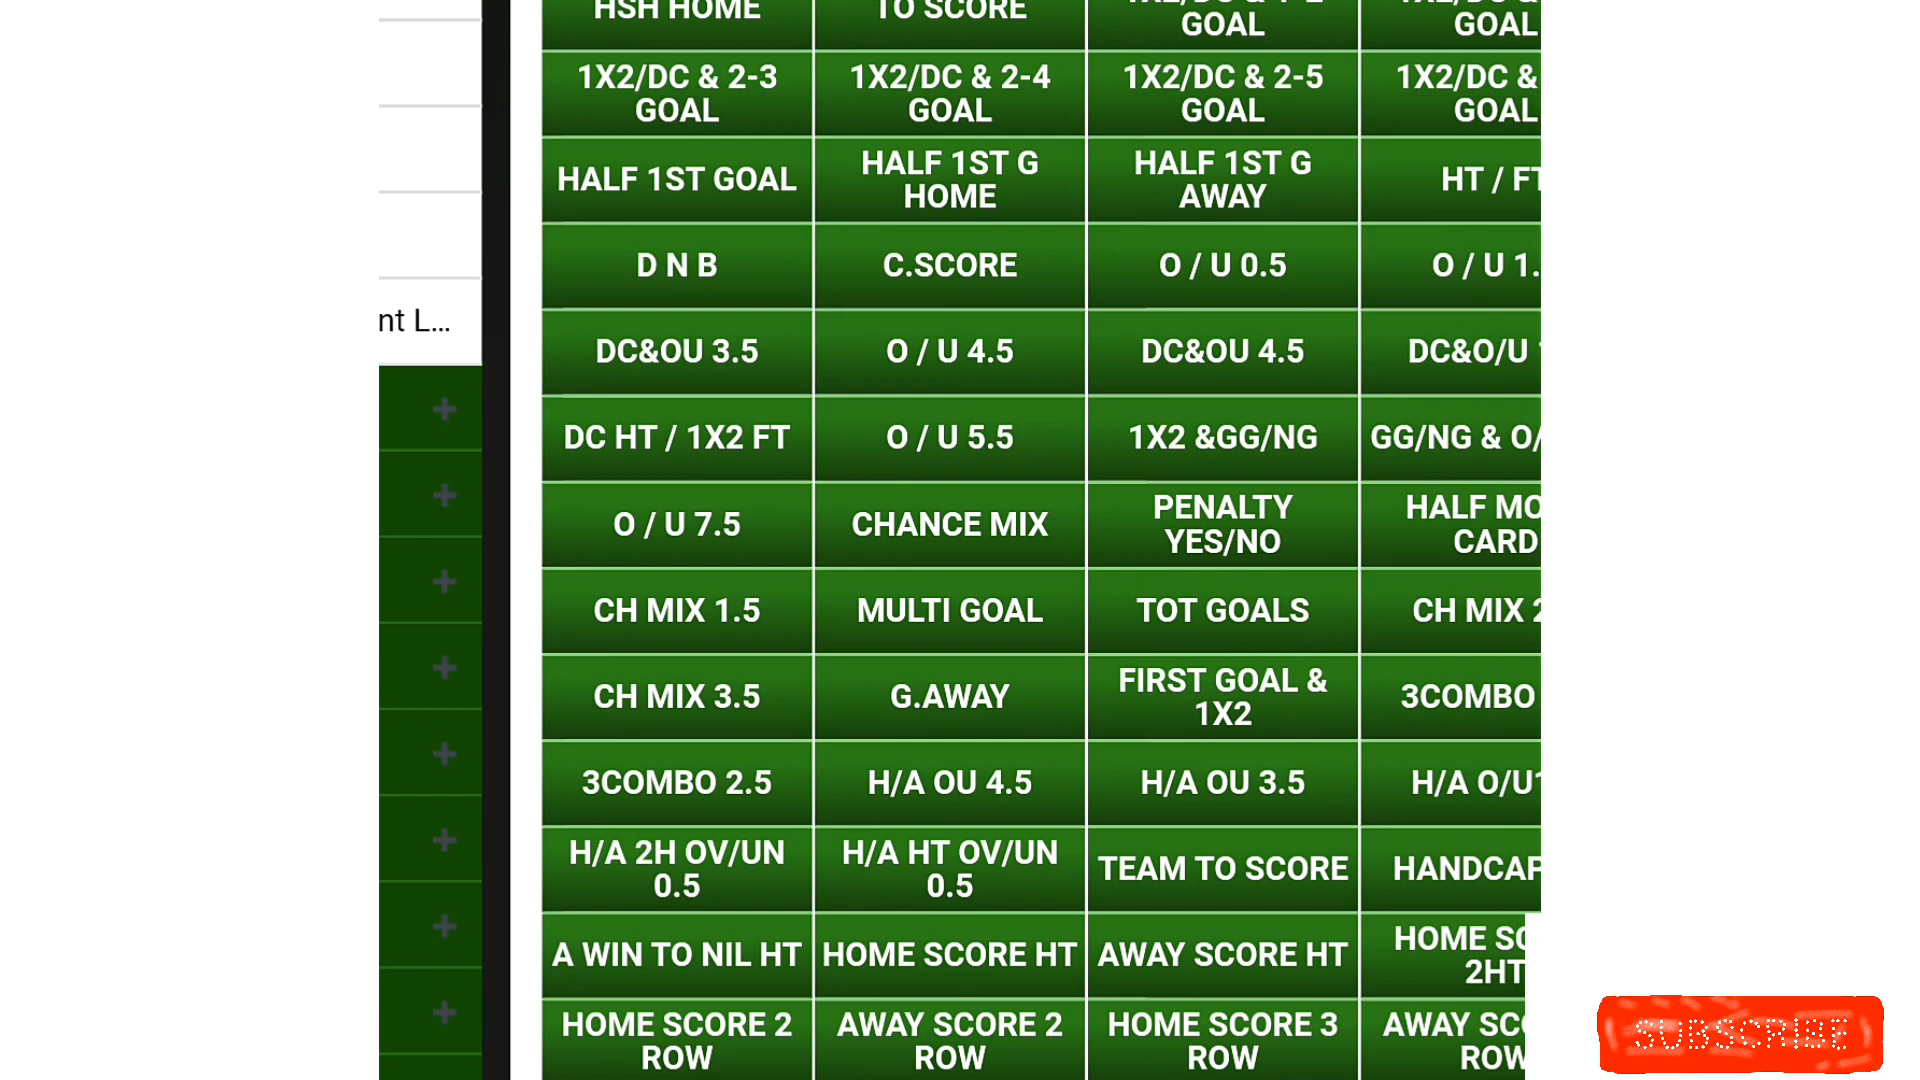 HSH HOME
TO SCORE
GOAL
GOAL
1X2/DC & 2-3
GOAL
1X2/DC & 2-4
GOAL
1X2/DC & 2-5
GOAL
1X2/DC &
GOAL
HALF 1ST GOAL
HALF 1ST G
HOME
HALF 1ST G
AWAY
HT / FT
D N B
C.SCORE
O / U 0.5
O / U 1.
nt L...
DC&OU 3.5
O / U 4.5
DC&OU 4.5
DC&O/U
DC HT / 1X2 FT
O / U 5.5
1X2 &GG/NG
GG/NG & O/
O / U 7.5
CHANCE MIX
PENALTY
YES/NO
HALF MO
CARD
CH MIX 1.5
MULTI GOAL
TOT GOALS
CH MIX 2
CH MIX 3.5
G.AWAY
FIRST GOAL &
1X2
3COMBO
3COMBO 2.5
H/A OU 4.5
H/A OU 3.5
H/A O/U1
H/A 2H OV/UN
0.5
H/A HT OV/UN
0.5
TEAM TO SCORE
HANDCAP
A WIN TO NIL HT
HOME SCORE HT
AWAY SCORE HT
HOME SC
2HT
HOME SCORE 2
ROW
AWAY SCORE 2
ROW
HOME SCORE 3
ROW
AWAY SCO
ROW
SUBSCRIBE